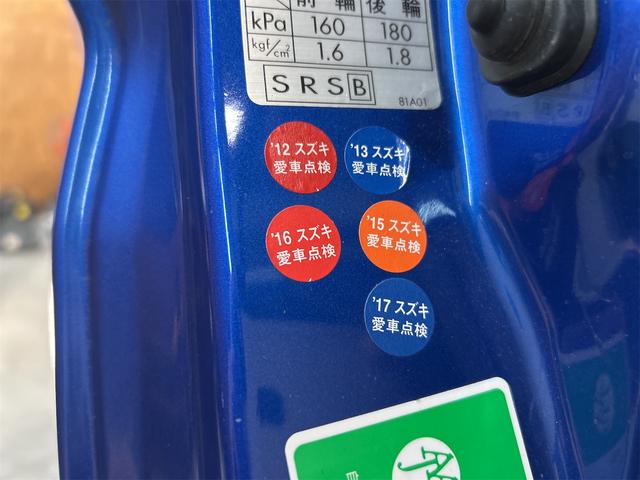 前輪 後輪
kPa 160 180
kgf/cm² 1.6 1.8
SRSB
81A01
'12 スズキ
愛車点検
'13 スズキ
愛車点検
'16 スズキ
愛車点検
'15 スズキ
愛車点検
'17 スズキ
愛車点検
自